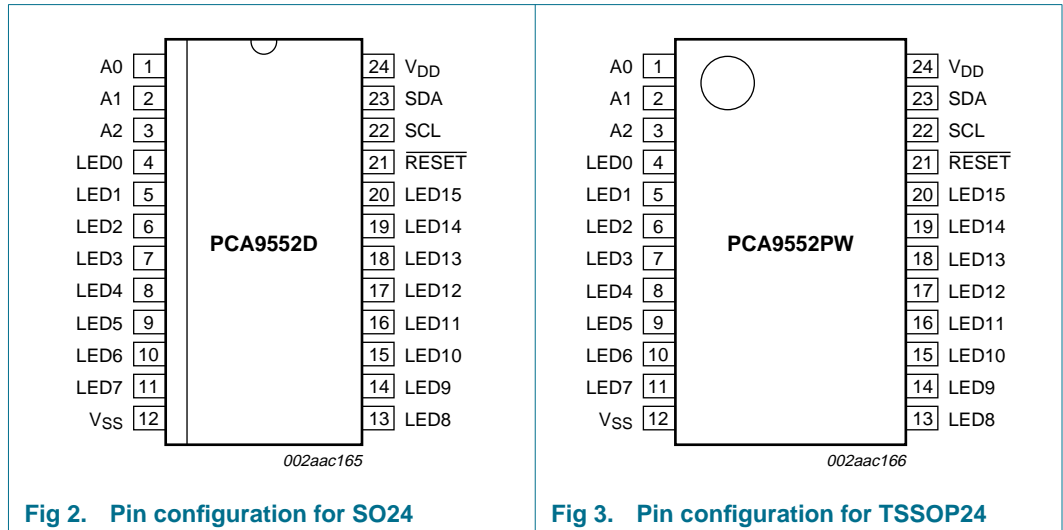 A0 1
A1 2
A2 3
LED0 4
LED1 5
LED2 6
LED3 7
LED4 8
LED5 9
LED6 10
LED7 11
VSS 12
PCA9552D
24 VDD
23 SDA
22 SCL
21 RESET
20 LED15
19 LED14
18 LED13
17 LED12
16 LED11
15 LED10
14 LED9
13 LED8
002aac165
Fig 2. Pin configuration for SO24
A0 1
A1 2
A2 3
LED0 4
LED1 5
LED2 6
LED3 7
LED4 8
LED5 9
LED6 10
LED7 11
VSS 12
PCA9552PW
24 VDD
23 SDA
22 SCL
21 RESET
20 LED15
19 LED14
18 LED13
17 LED12
16 LED11
15 LED10
14 LED9
13 LED8
002aac166
Fig 3. Pin configuration for TSSOP24